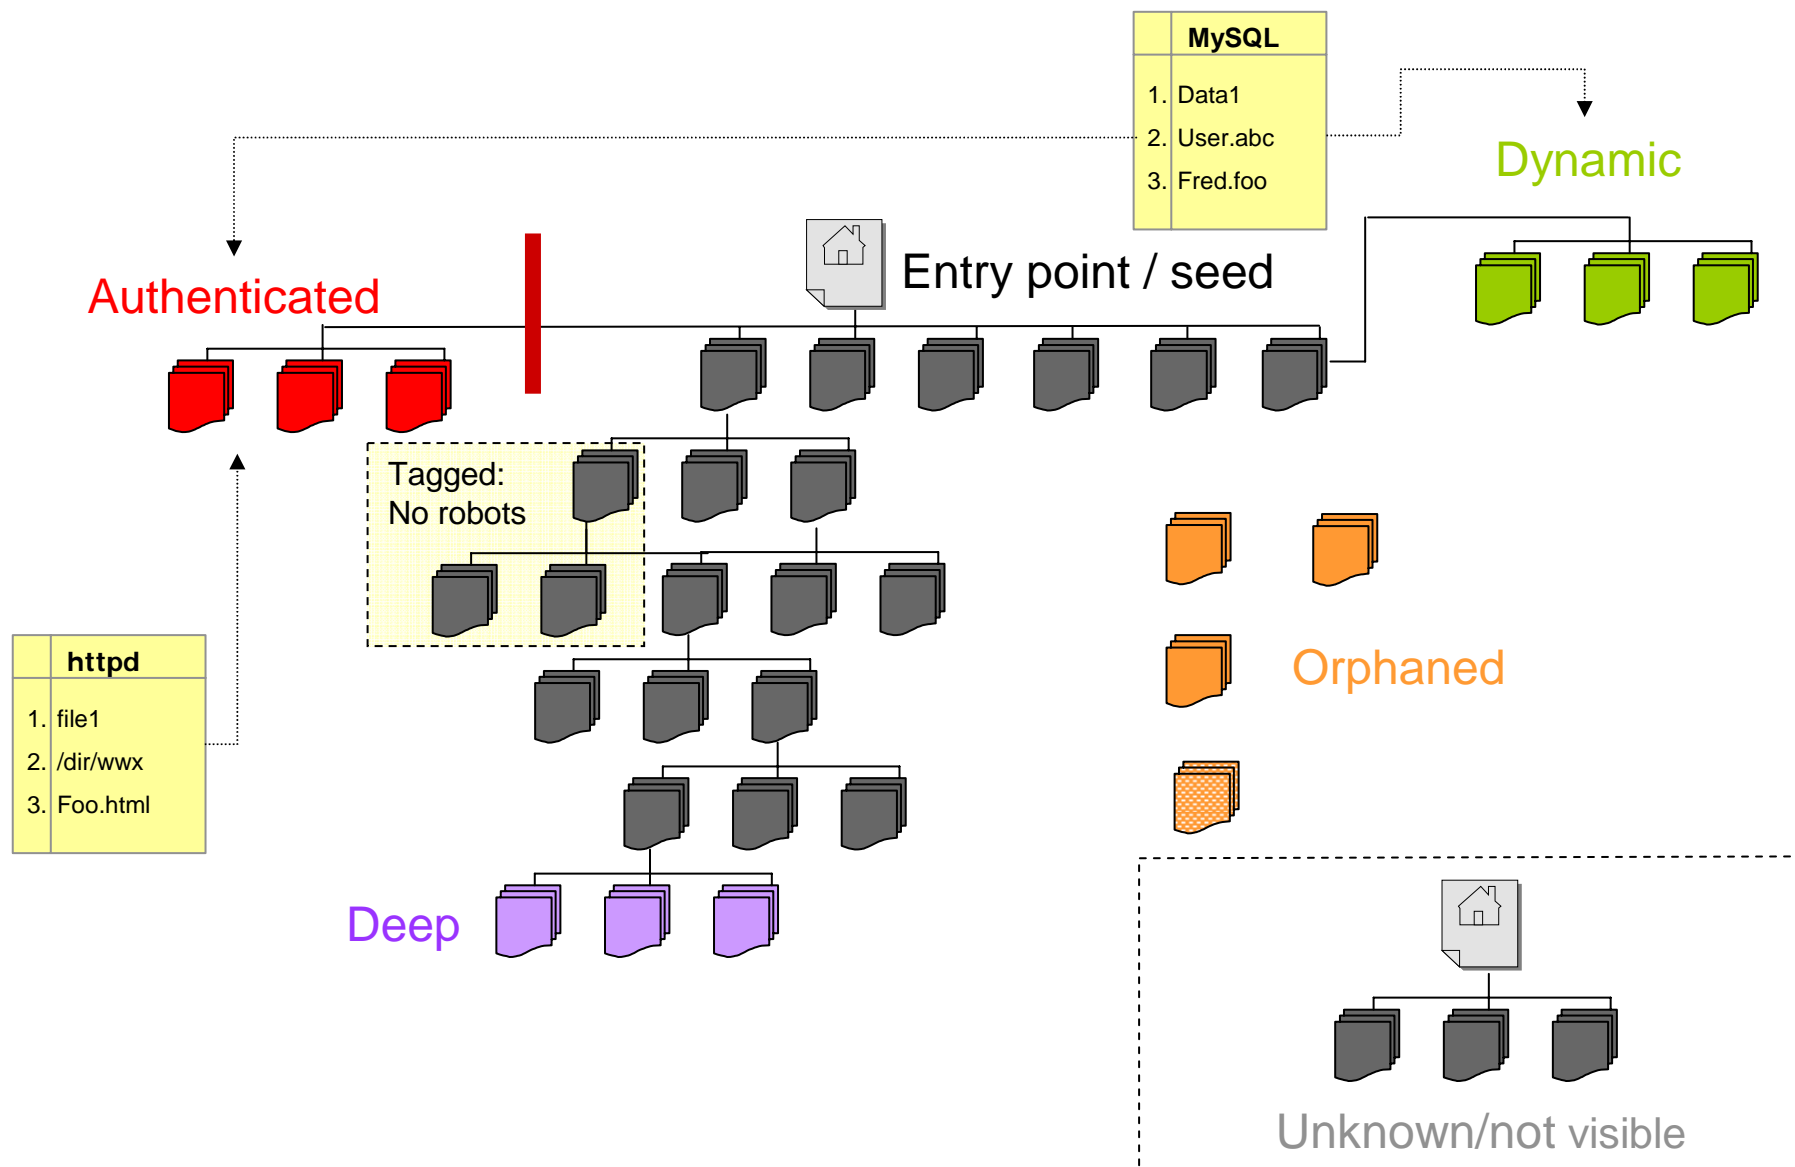 MySQL
1. Data1
2. User.abc
3. Fred.foo
Dynamic
Entry point / seed
Authenticated
Tagged:
No robots
httpd
1. file1
2. /dir/wwx
3. Foo.html
Orphaned
Deep
Unknown/not visible